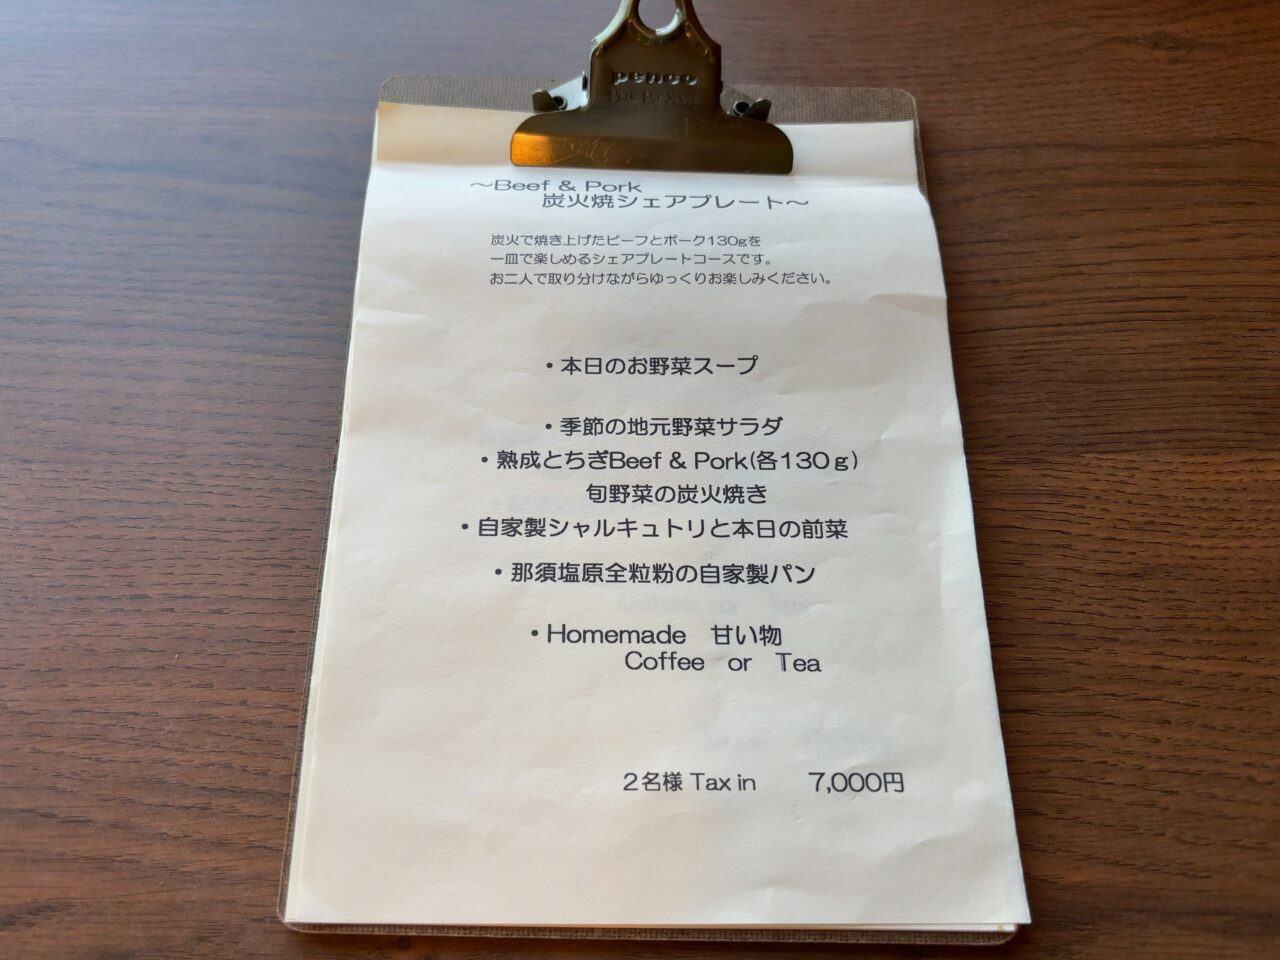 penco
~Beef & Pork
炭火焼シェアプレート~
炭火で焼き上げたビーフとポーク130gを
一皿で楽しめるシェアプレートコースです。
お二人で取り分けながらゆっくりお楽しみください。
・本日のお野菜スープ
・季節の地元野菜サラダ
・熟成とちぎBeef & Pork(各130g)
旬野菜の炭火焼き
・自家製シャルキュトリと本日の前菜
・那須塩原全粒粉の自家製パン
・Homemade 甘い物
Coffee or Tea
2名様 Tax in 7,000円